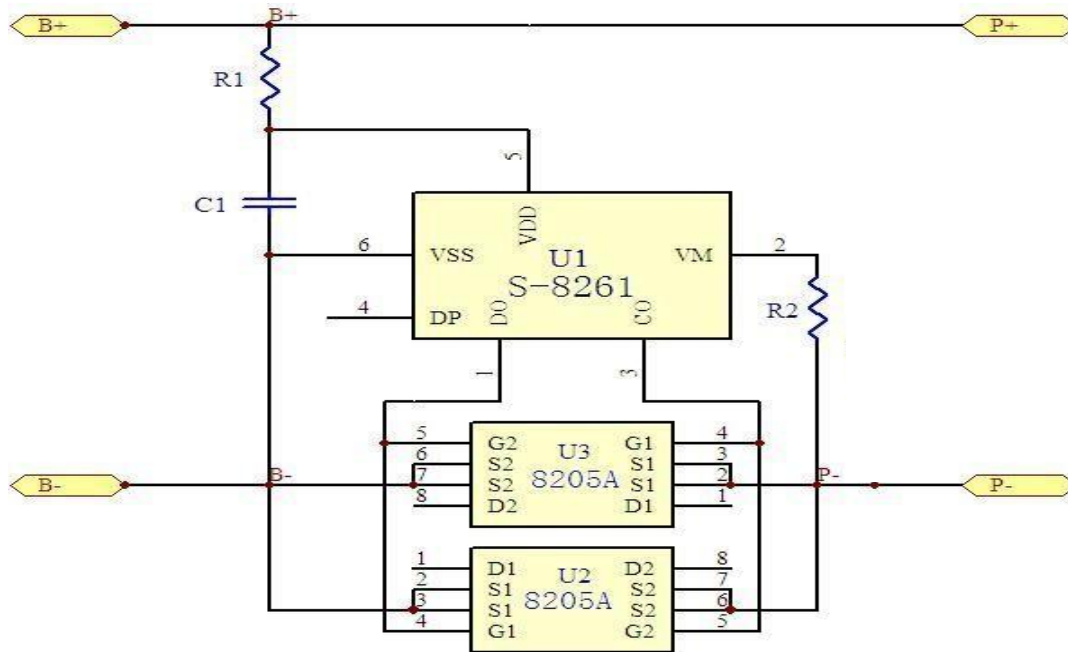 B+ B+ P+
R1
5
C1
6 VSS VDD VM 2
U1
S-8261
4 DP DO CO R2
1 3
5 G2 U3 G1 4
6 S2 S1 3
B- B- 7 S2 8205A S1 2 P- P-
8 D2 D1 1
1 D1 U2 D2 8
2 S1 S2 7
3 S1 8205A S2 6
4 G1 G2 5